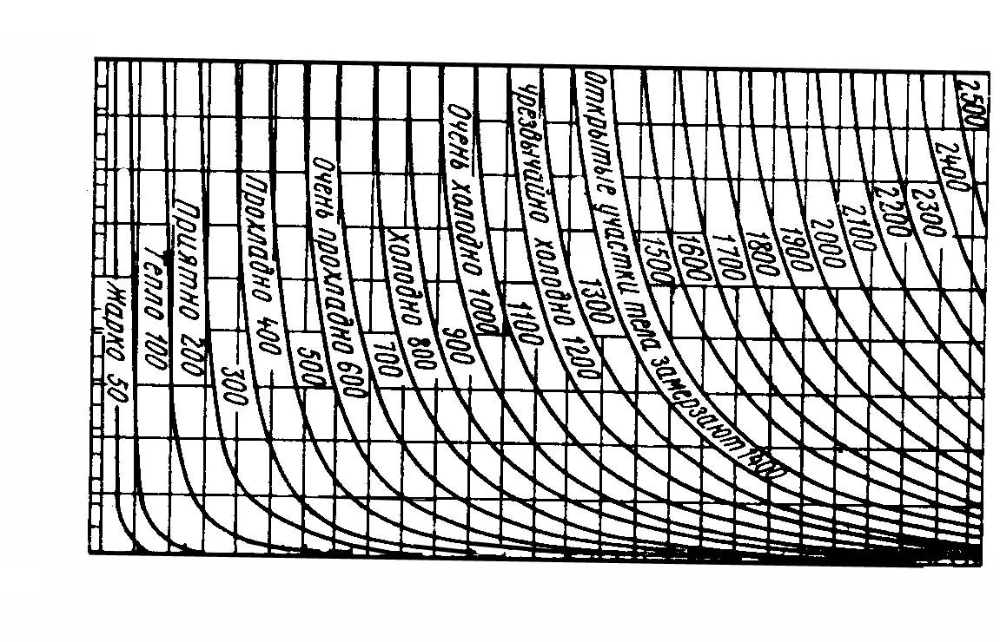 Жарко 50
Тепло 100
Приятно 200
300
Прохладно 400
500
Очень прохладно 600
700
Холодно 800
900
Очень холодно 1000
1100
Чрезвычайно холодно 1200
1300
Открытые участки тела замерзают 1400
1500
1600
1700
1800
1900
2000
2100
2200
2300
2400
2500